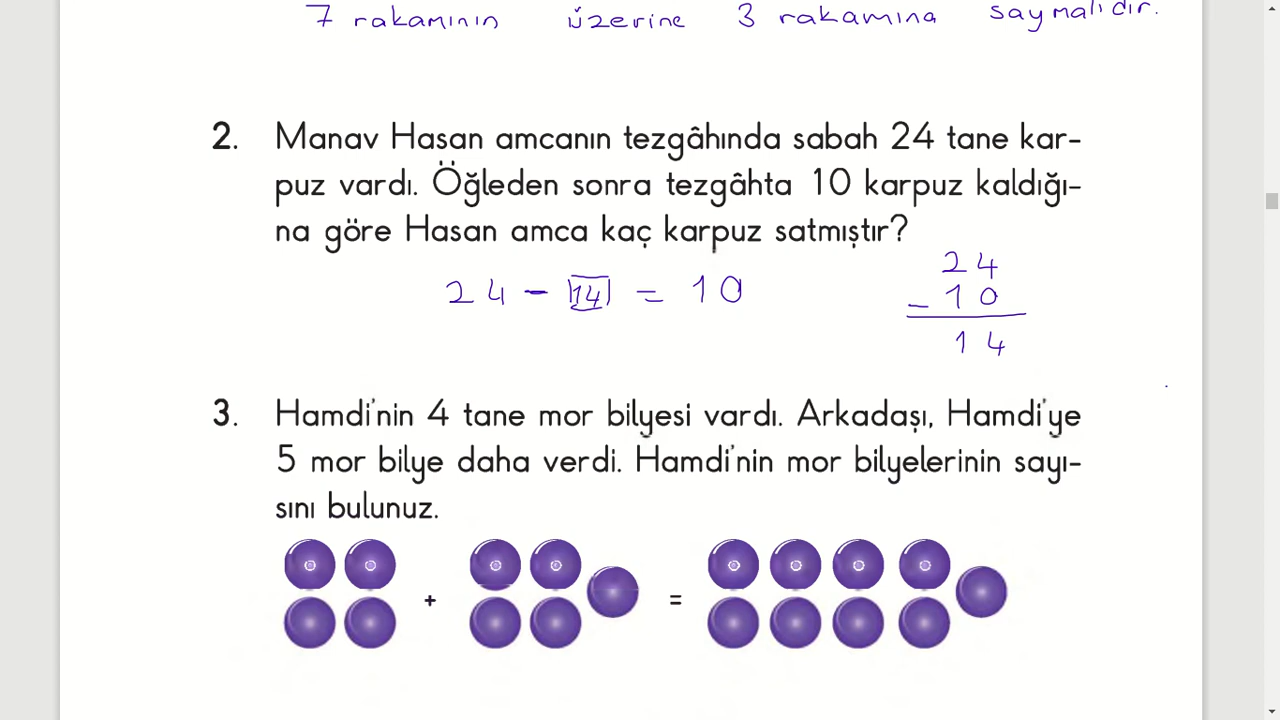 7 rakamının üzerine 3 rakamına saymalıdır.
2. Manav Hasan amcanın tezgâhında sabah 24 tane kar-
puz vardı. Öğleden sonra tezgâhta 10 karpuz kaldığı-
na göre Hasan amca kaç karpuz satmıştır?
24 - 14 = 10
24
- 10
14
3. Hamdi'nin 4 tane mor bilyesi vardı. Arkadaşı, Hamdi'ye
5 mor bilye daha verdi. Hamdi'nin mor bilyelerinin sayı-
sını bulunuz.
+ =